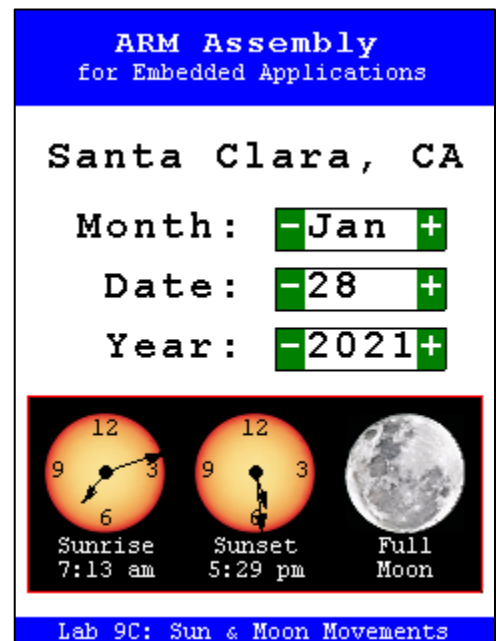 ARM Assembly
for Embedded Applications
Santa Clara, CA
Month: -Jan +
Date: -28 +
Year: -2021+
12 12
9 3 9 3
6 6
Sunrise Sunset Full
7:13 am 5:29 pm Moon
Lab 9C: Sun & Moon Movements